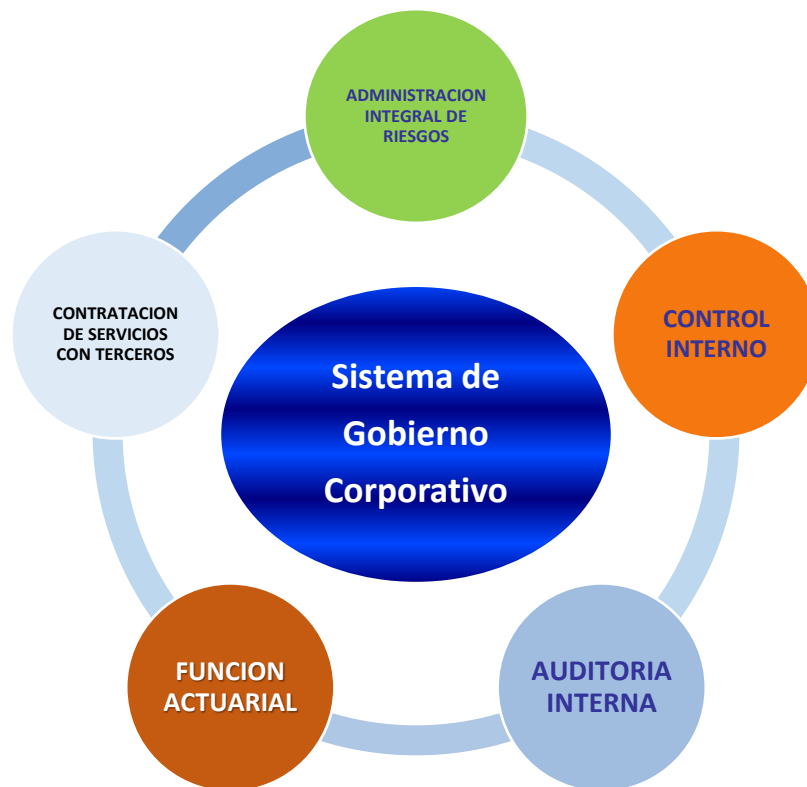 ADMINISTRACION
INTEGRAL DE
RIESGOS
CONTRATACION
DE SERVICIOS
CON TERCEROS
CONTROL
INTERNO
Sistema de
Gobierno
Corporativo
FUNCION
ACTUARIAL
AUDITORIA
INTERNA